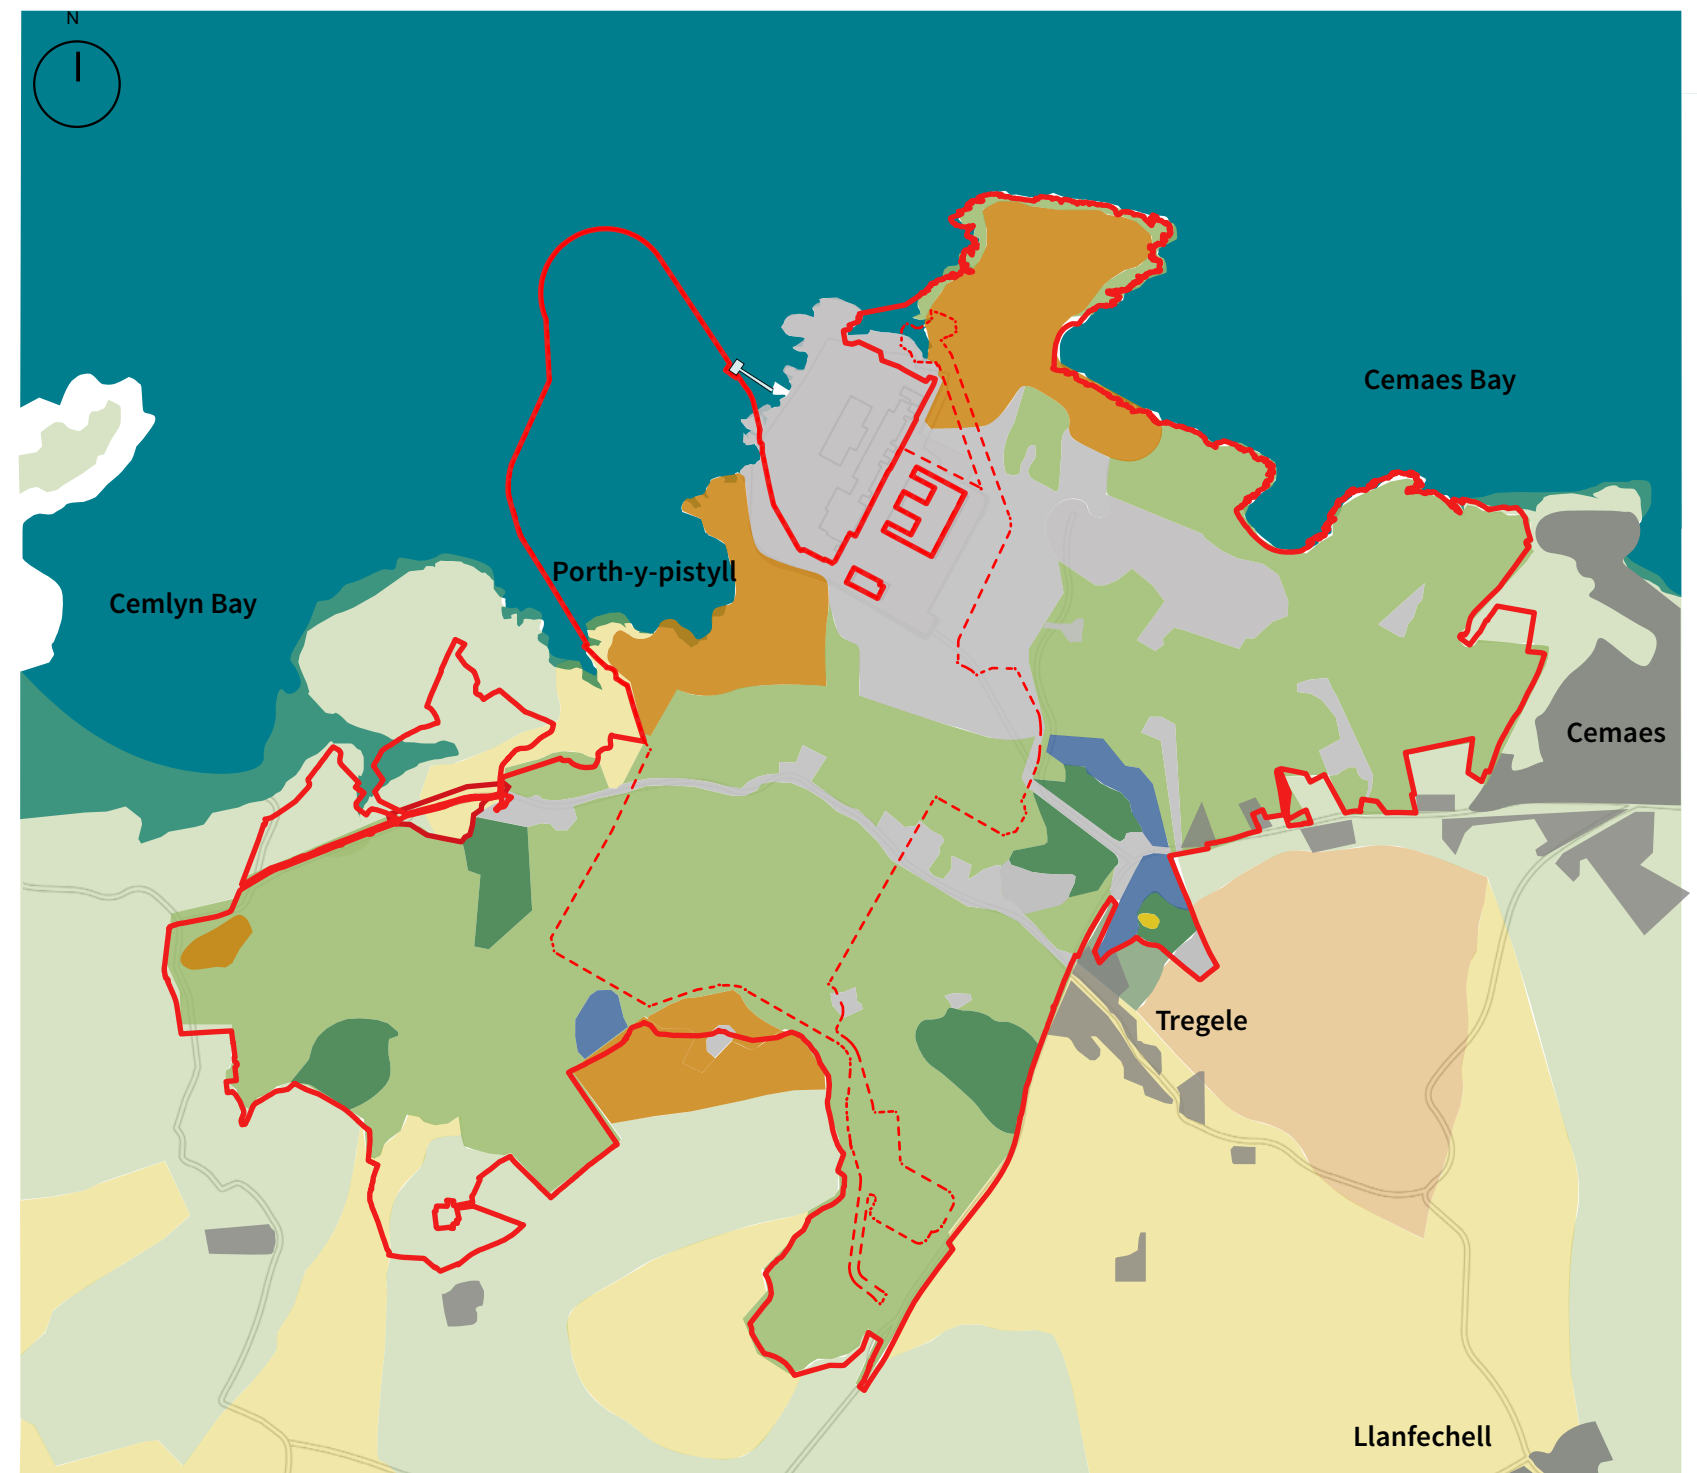 N
Cemaes Bay
Porth-y-pistyll
Cemlyn Bay
Cemaes
Tregele
Llanfechell